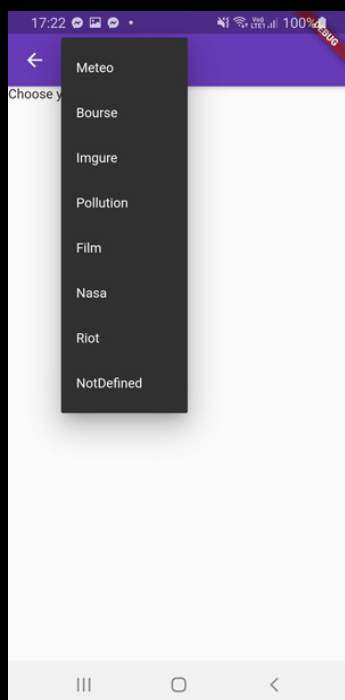 17:22 100%
DEBUG
Choose y
Meteo
Bourse
Imgure
Pollution
Film
Nasa
Riot
NotDefined